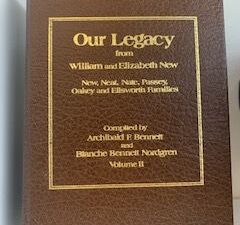 Our Legacy
from
William and Elizabeth New
New, Neat, Nate, Passey,
Oakey and Ellsworth Families
Compiled by
Archibald F. Bennett
and
Blanche Bennett Nordgren
Volume II